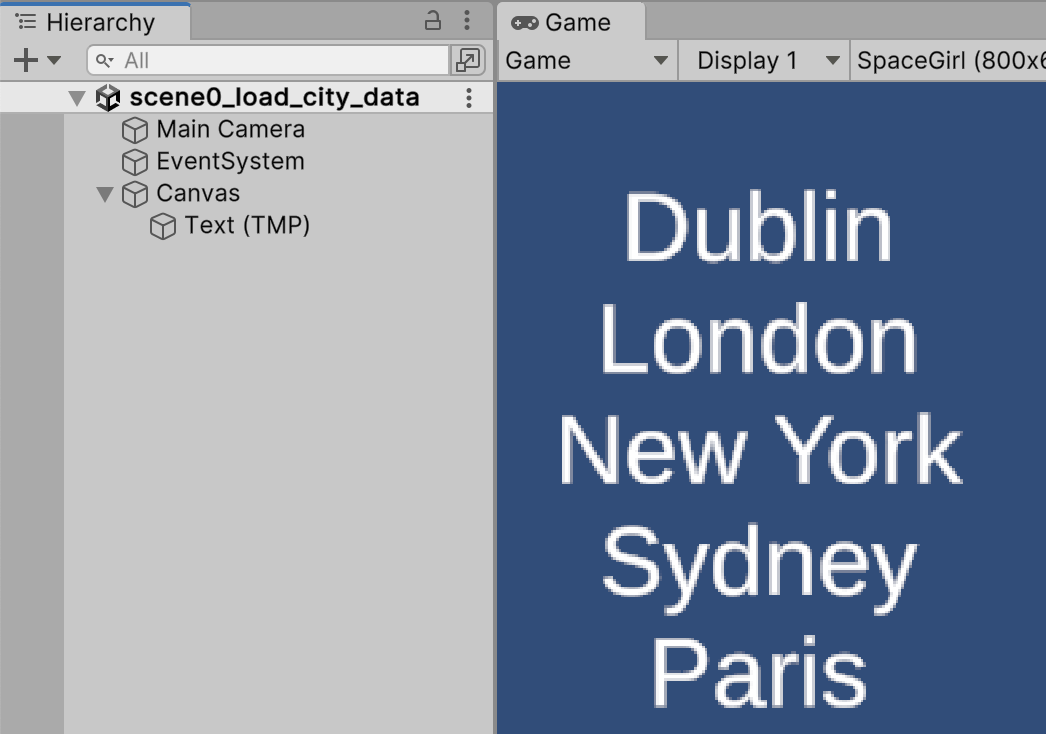 Hierarchy
All
scene0_load_city_data
Main Camera
EventSystem
Canvas
Text (TMP)
Game
Game Display 1 SpaceGirl (800x6
Dublin
London
New York
Sydney
Paris